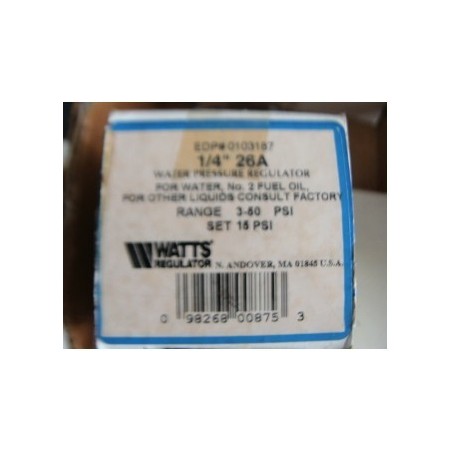 EDP# 0103187
1/4" 26A
WATER PRESSURE REGULATOR
FOR WATER, No. 2 FUEL OIL,
FOR OTHER LIQUIDS CONSULT FACTORY
RANGE 3-50 PSI
SET 15 PSI
WATTS®
REGULATOR N. ANDOVER, MA 01845 U.S.A.
0 98268 00875 3